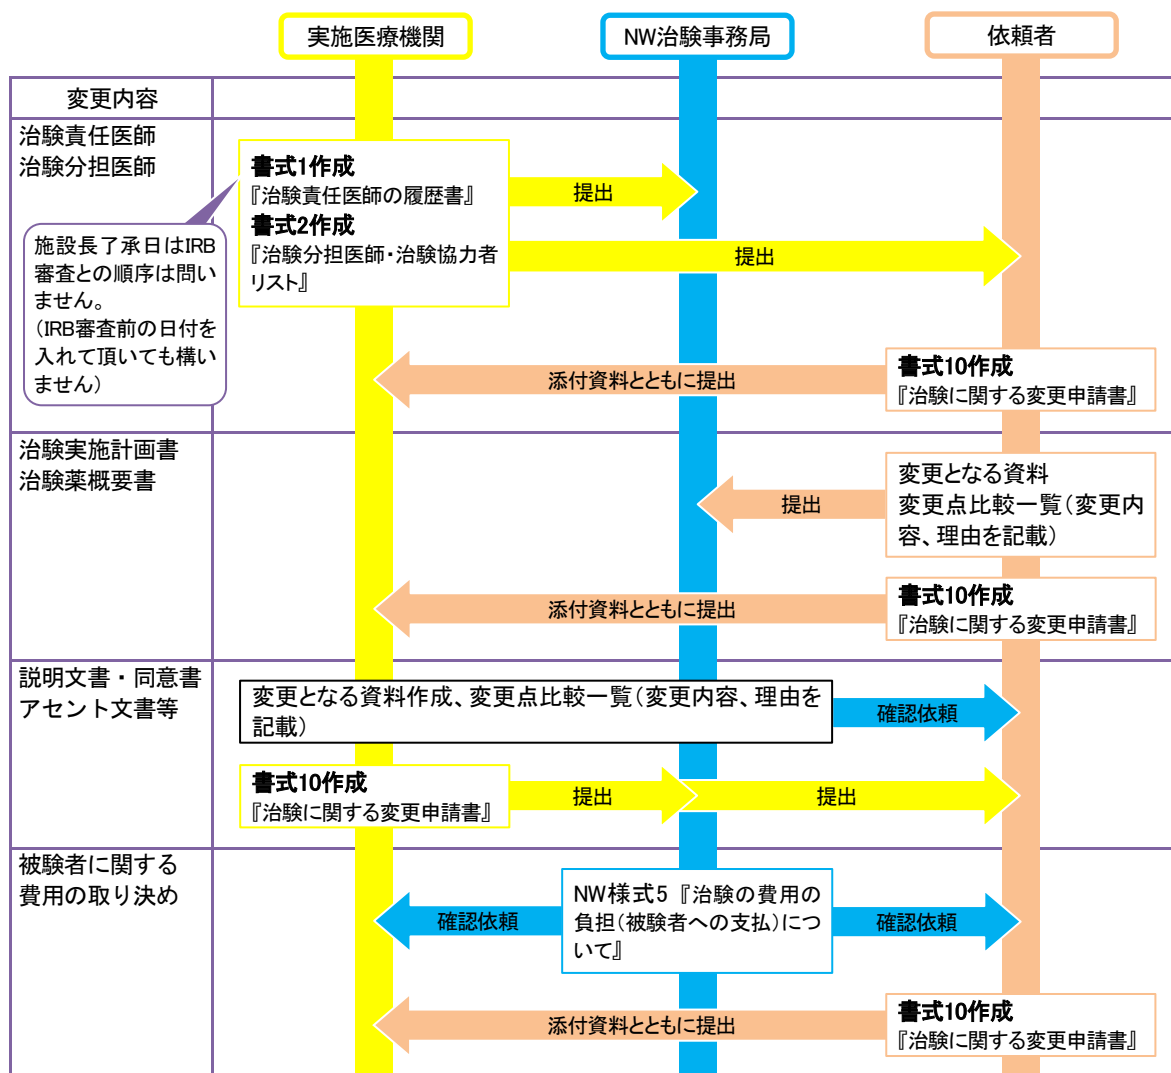 実施医療機関
NW治験事務局
依頼者
変更内容
治験責任医師
治験分担医師
書式1作成
『治験責任医師の履歴書』
書式2作成
『治験分担医師・治験協力者
リスト』
提出
提出
施設長了承日はIRB
審査との順序は問い
ません。
(IRB審査前の日付を
入れて頂いても構い
ません)
添付資料とともに提出
書式10作成
『治験に関する変更申請書』
治験実施計画書
治験薬概要書
変更となる資料
変更点比較一覧(変更内
容、理由を記載)
提出
添付資料とともに提出
書式10作成
『治験に関する変更申請書』
説明文書・同意書
アセント文書等
変更となる資料作成、変更点比較一覧(変更内容、理由を
記載)
確認依頼
書式10作成
『治験に関する変更申請書』
提出
提出
被験者に関する
費用の取り決め
NW様式5『治験の費用の
負担(被験者への支払)につ
いて』
確認依頼
確認依頼
添付資料とともに提出
書式10作成
『治験に関する変更申請書』